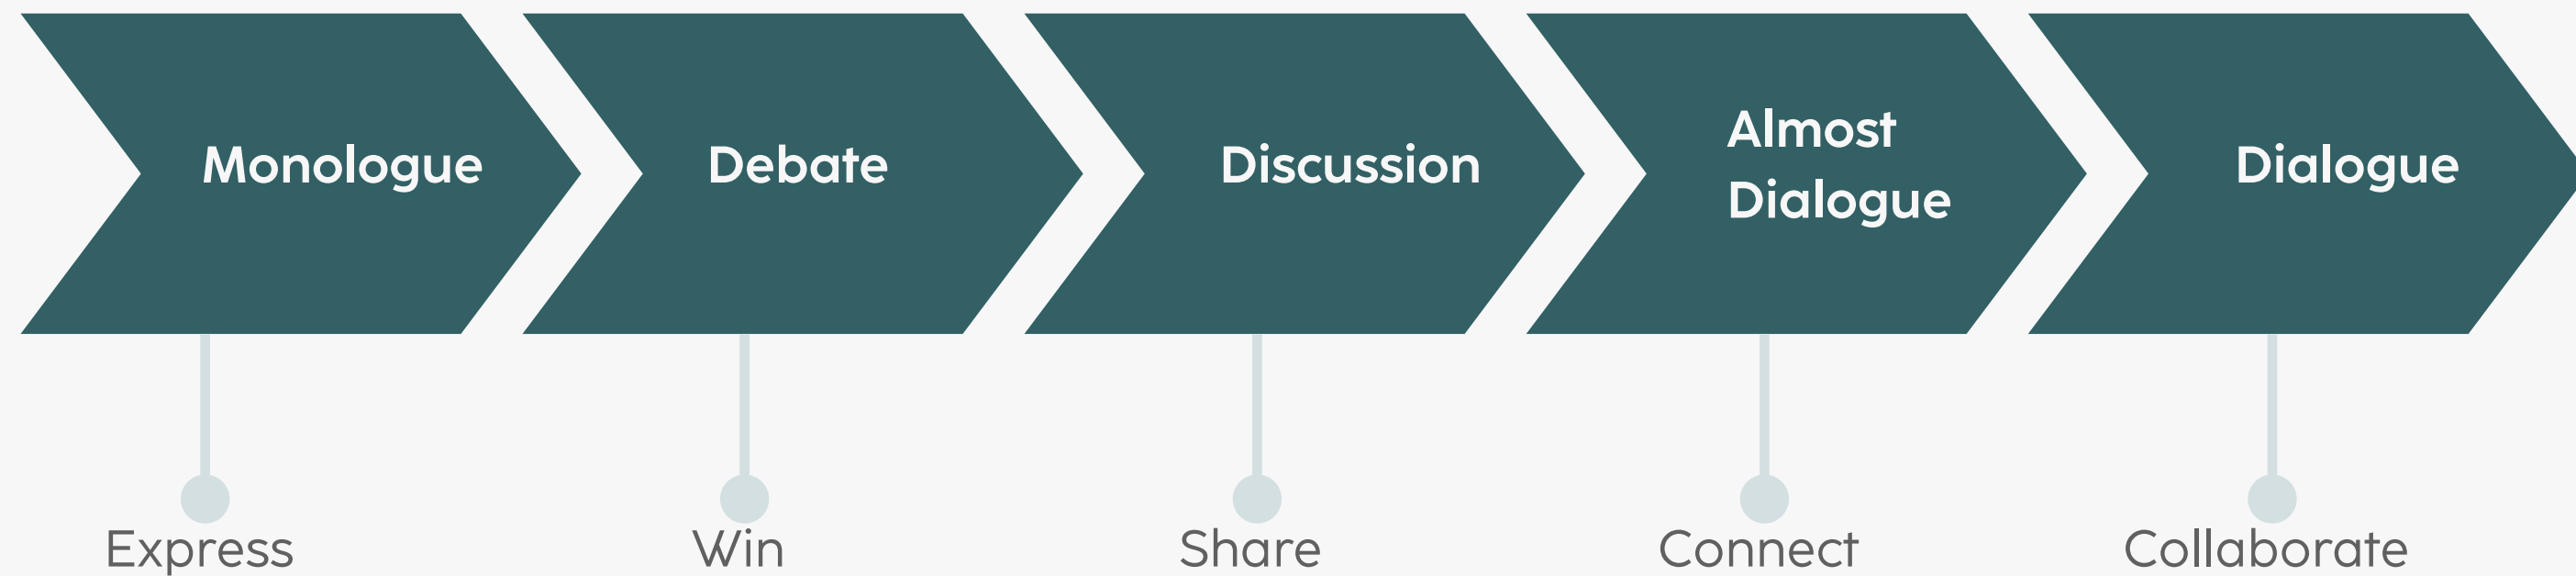 Monologue
Debate
Discussion
Almost
Dialogue
Dialogue
Express
Win
Share
Connect
Collaborate